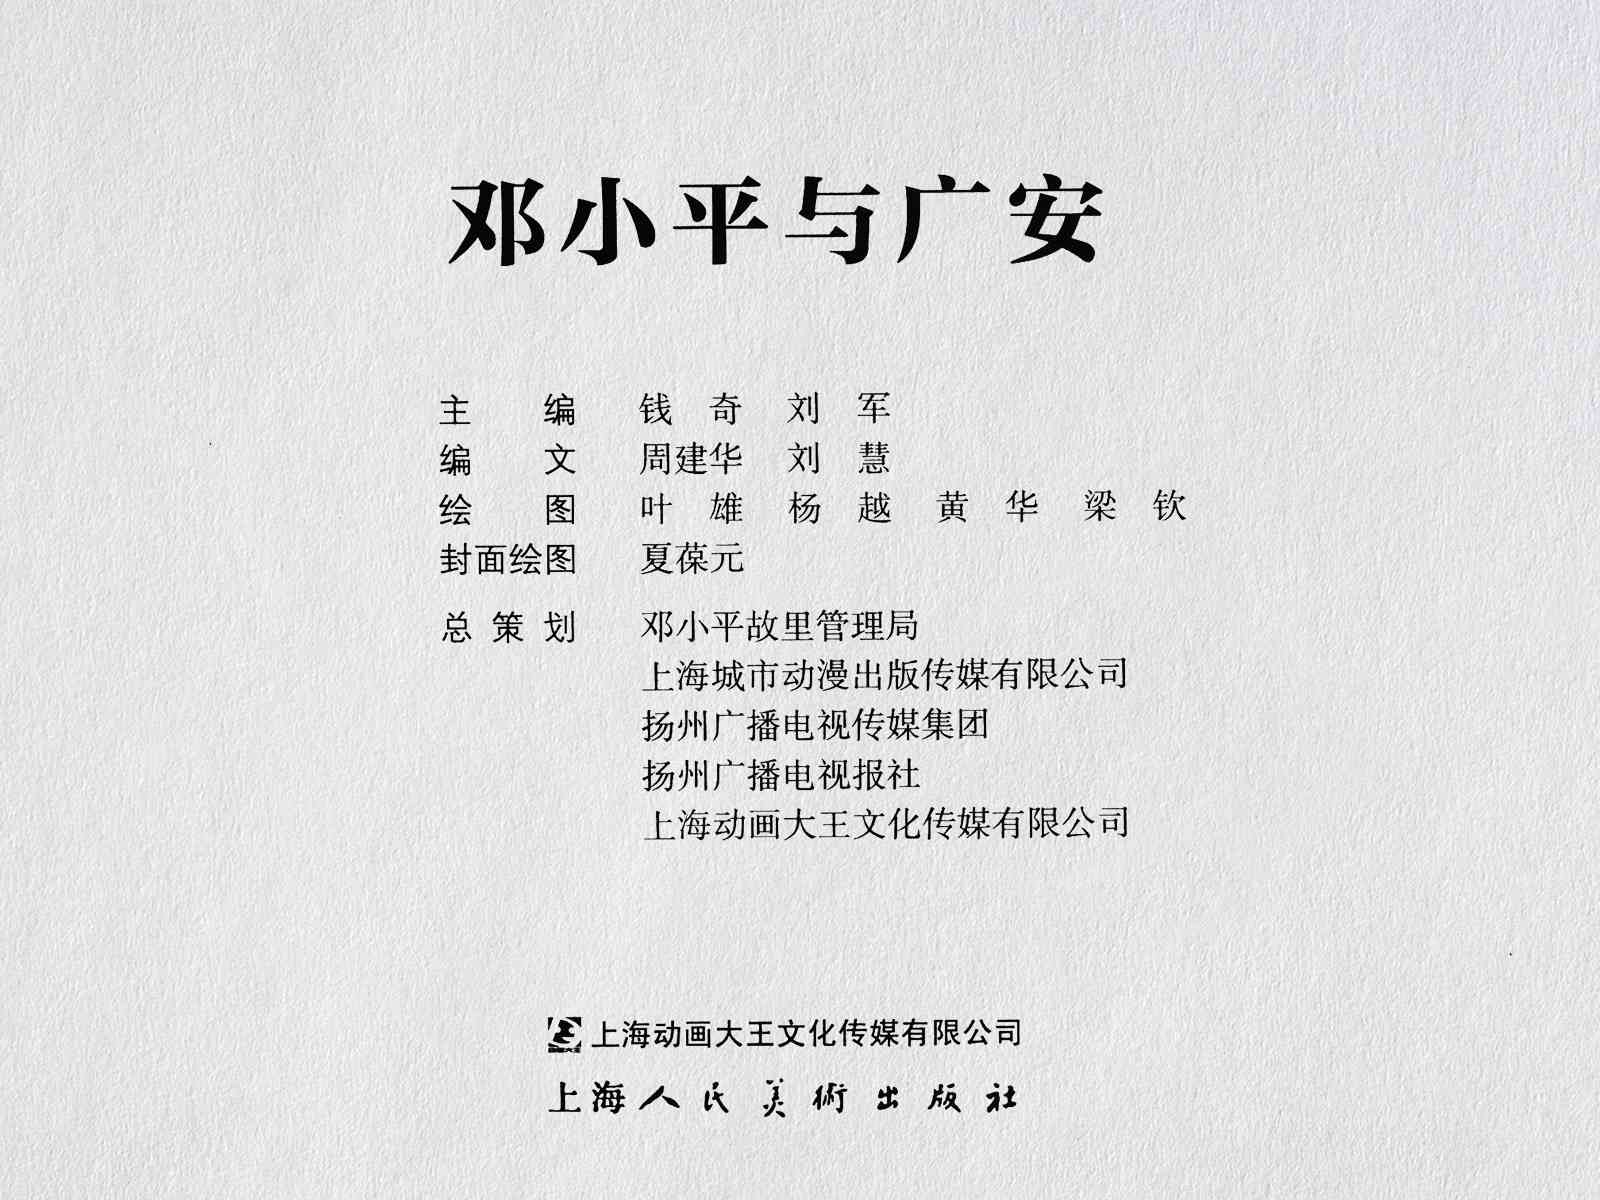 邓小平与广安
主编 钱奇 刘军
编文 周建华 刘慧
绘图 叶雄 杨越 黄华 梁钦
封面绘图 夏葆元
总策划 邓小平故里管理局
上海城市动漫出版传媒有限公司
扬州广播电视传媒集团
扬州广播电视报社
上海动画大王文化传媒有限公司
上海动画大王文化传媒有限公司
上海人民美術出版社